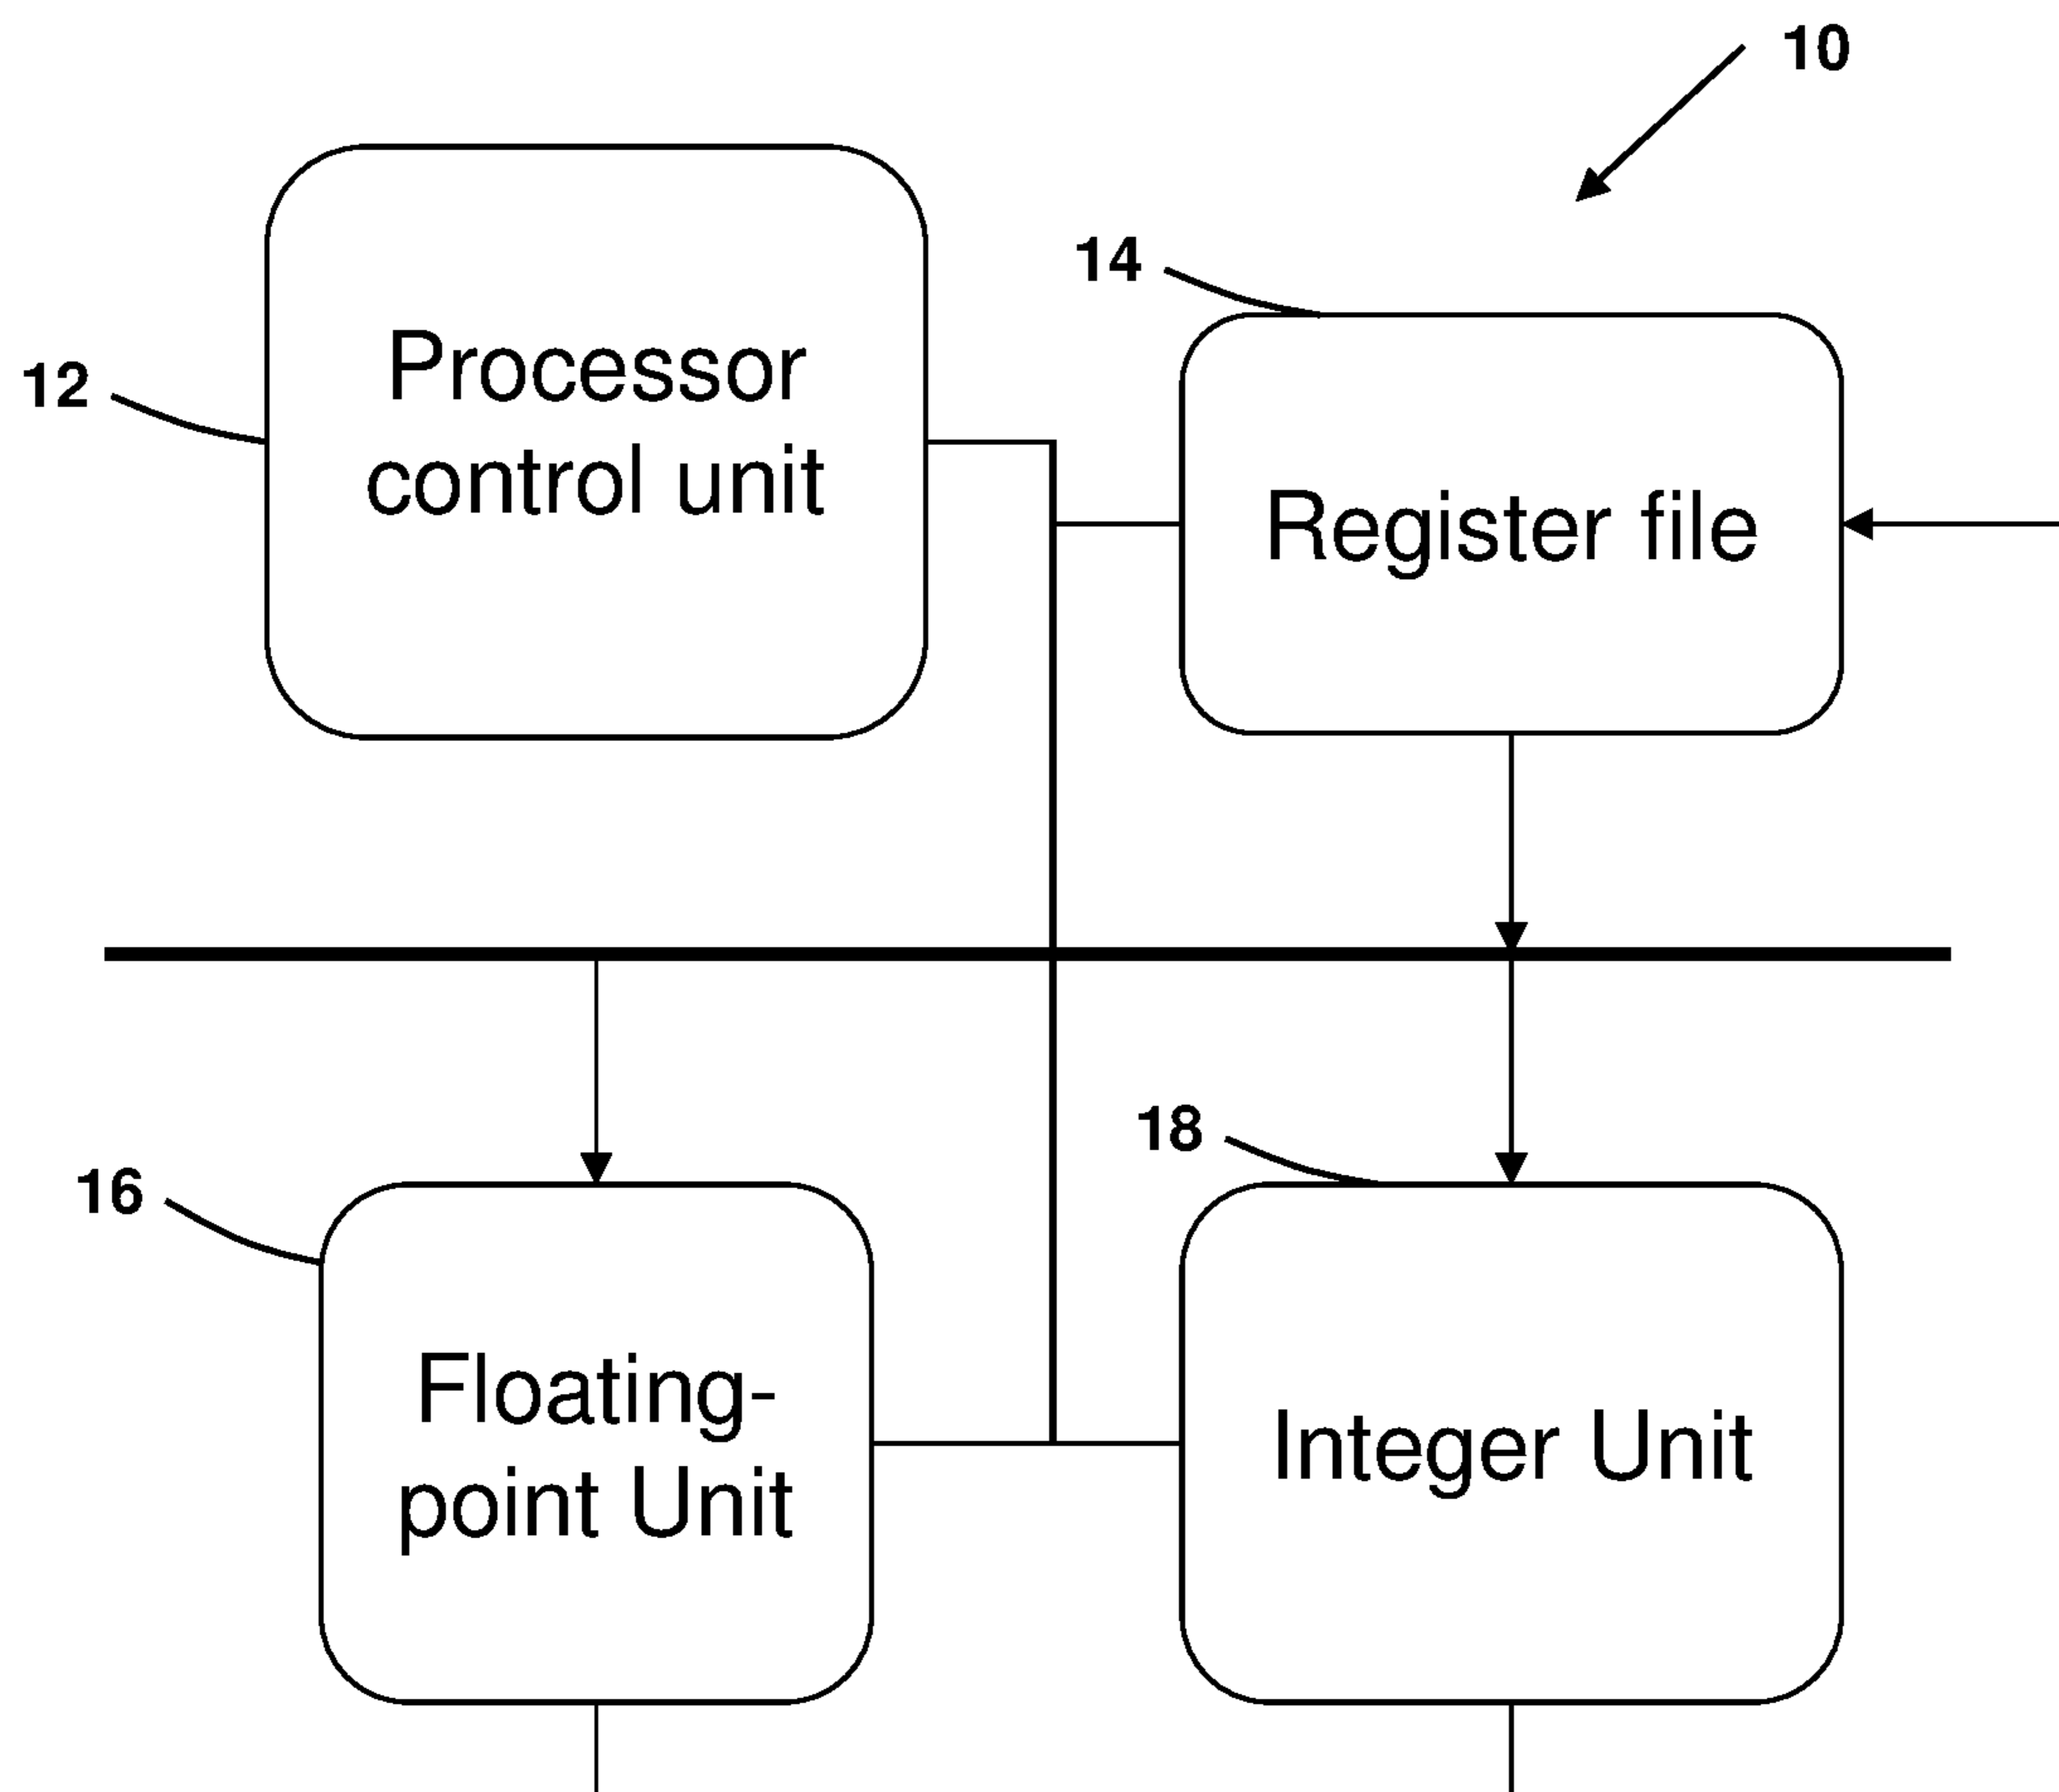 10
14
12
Processor
control unit
Register file
18
16
Floating-
point Unit
Integer Unit